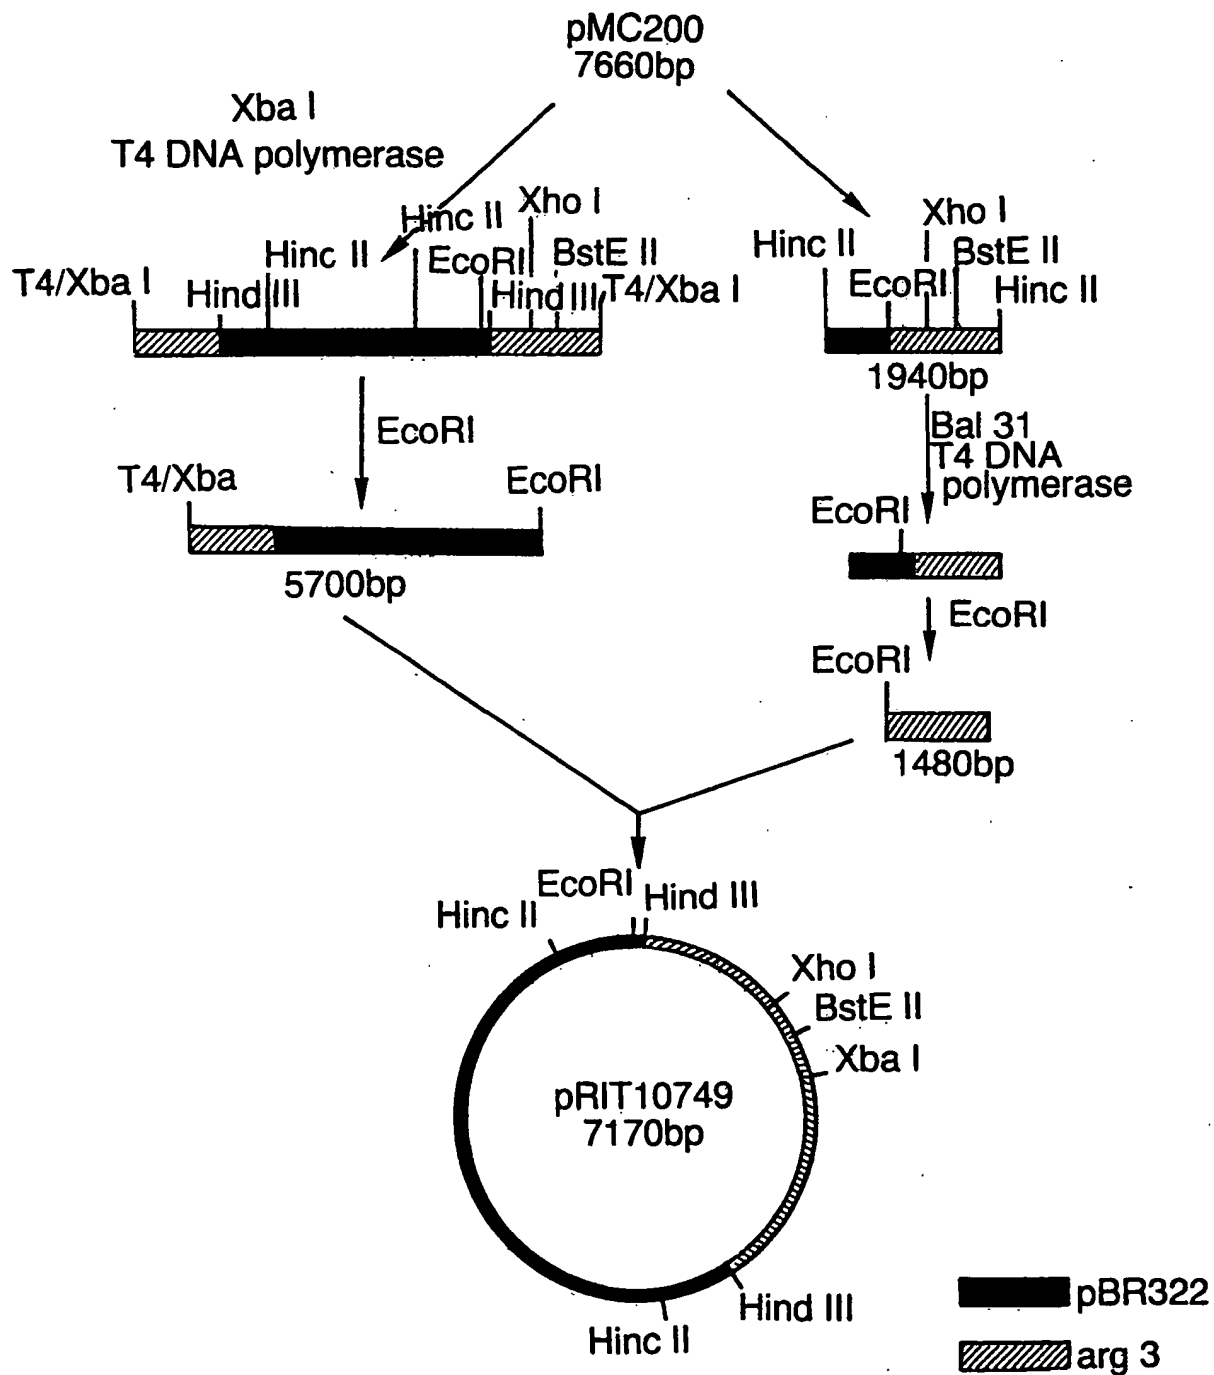 pMC200
7660bp
Xba I
T4 DNA polymerase
Hinc II
Xho I
Hinc II
EcoRI
BstE II
T4/Xba I
Hind III
Hind III
T4/Xba I
Xho I
Hinc II
BstE II
EcoRI
Hinc II
1940bp
EcoRI
Bal 31
T4 DNA
polymerase
T4/Xba
EcoRI
5700bp
EcoRI
EcoRI
EcoRI
1480bp
EcoRI
Hind III
Hinc II
Xho I
BstE II
Xba I
pRIT10749
7170bp
Hind III
Hinc II
pBR322
arg 3